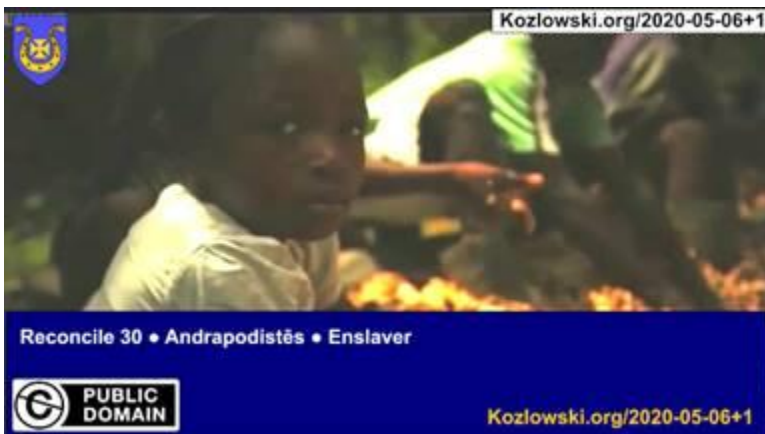 Kozlowski.org/2020-05-06+1
Reconcile 30 ● Andrapodistēs ● Enslaver
PUBLIC
DOMAIN
Kozlowski.org/2020-05-06+1